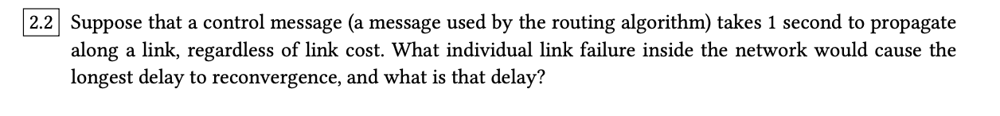 2.2 Suppose that a control message (a message used by the routing algorithm) takes 1 second to propagate
along a link, regardless of link cost. What individual link failure inside the network would cause the
longest delay to reconvergence, and what is that delay?